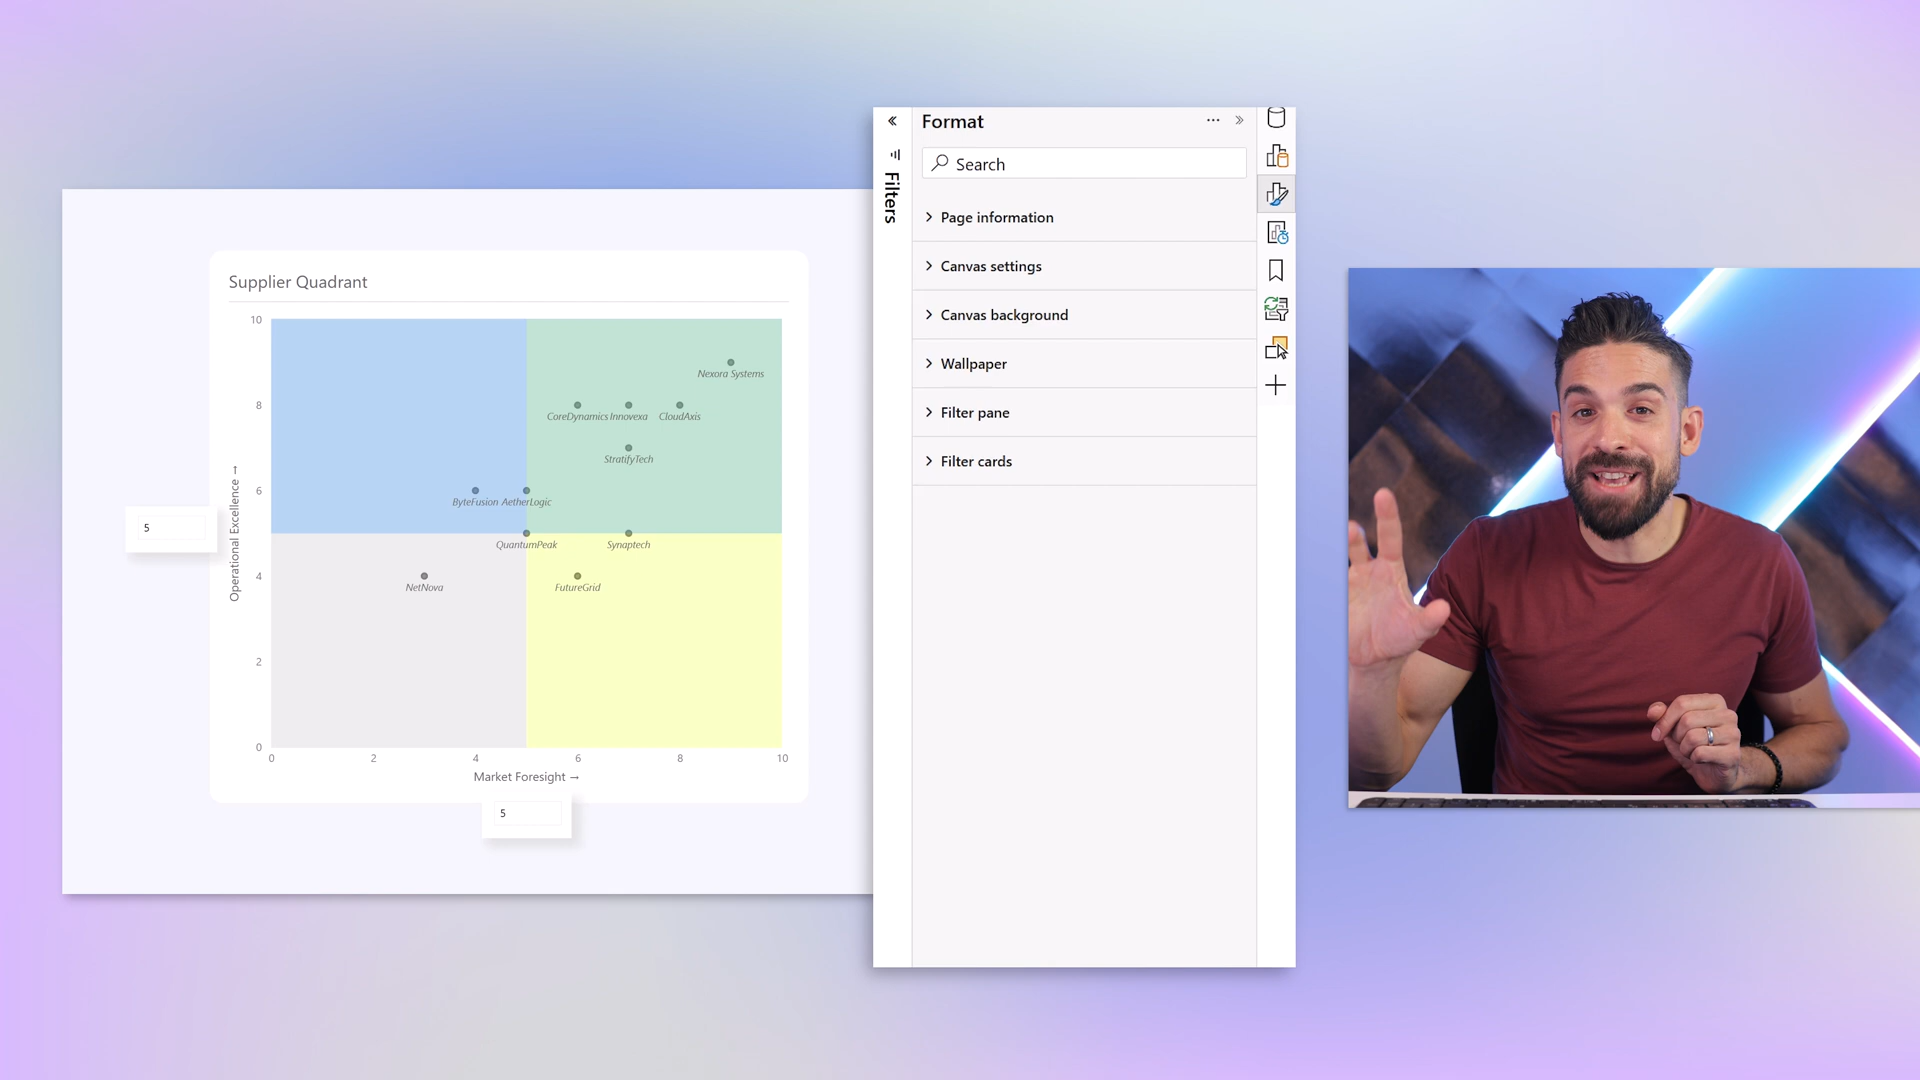 Supplier Quadrant
10
8
6
4
2
0
0 2 4 6 8 10
Operational Excellence →
Market Foresight →
Nexora Systems
CoreDynamics Innovexa CloudAxis
StratifyTech
ByteFusion AetherLogic
QuantumPeak Synaptech
NetNova FutureGrid
5
5
Filters
Format
Search
Page information
Canvas settings
Canvas background
Wallpaper
Filter pane
Filter cards